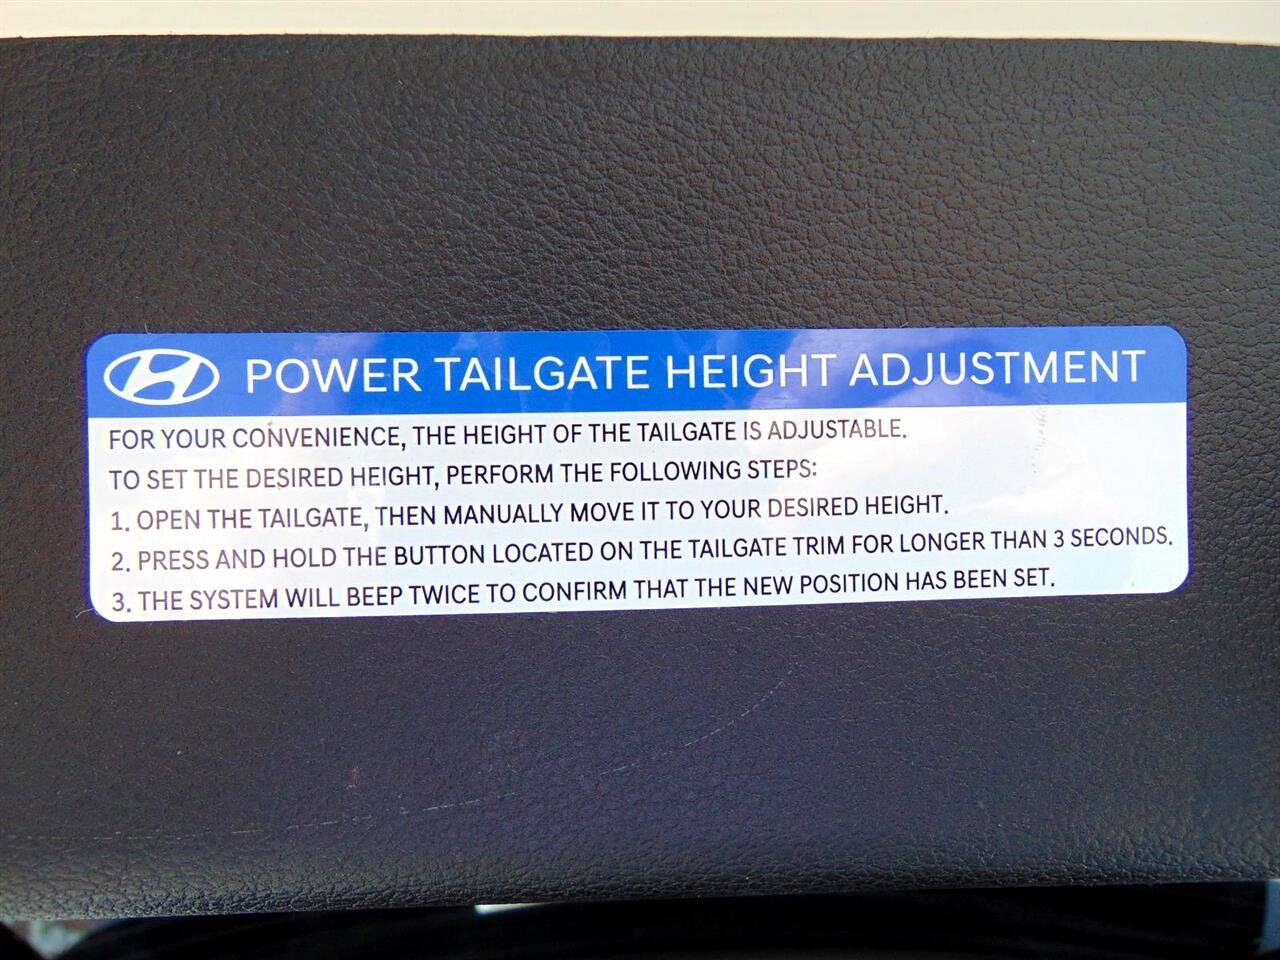 POWER TAILGATE HEIGHT ADJUSTMENT
FOR YOUR CONVENIENCE, THE HEIGHT OF THE TAILGATE IS ADJUSTABLE.
TO SET THE DESIRED HEIGHT, PERFORM THE FOLLOWING STEPS:
1. OPEN THE TAILGATE, THEN MANUALLY MOVE IT TO YOUR DESIRED HEIGHT.
2. PRESS AND HOLD THE BUTTON LOCATED ON THE TAILGATE TRIM FOR LONGER THAN 3 SECONDS.
3. THE SYSTEM WILL BEEP TWICE TO CONFIRM THAT THE NEW POSITION HAS BEEN SET.